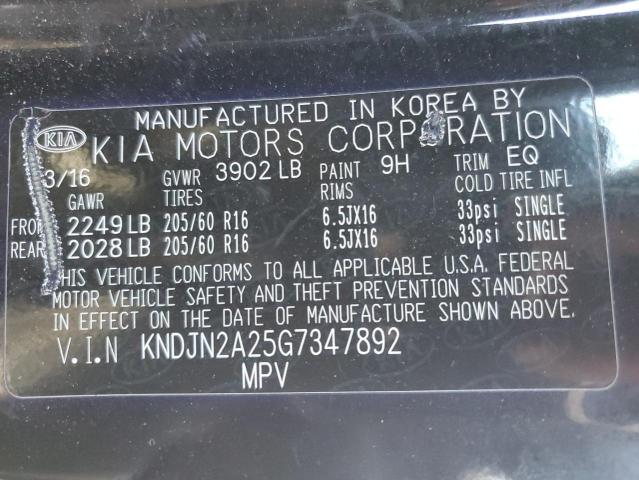 MANUFACTURED IN KOREA BY
KIA KIA MOTORS CORPORATION
3/16 GVWR 3902 LB PAINT 9H TRIM EQ
GAWR TIRES RIMS COLD TIRE INFL
2249 LB 205/60 R16 6.5JX16 33psi SINGLE
REAR 2028 LB 205/60 R16 6.5JX16 33psi SINGLE
THIS VEHICLE CONFORMS TO ALL APPLICABLE U.S.A. FEDERAL
MOTOR VEHICLE SAFETY AND THEFT PREVENTION STANDARDS
IN EFFECT ON THE DATE OF MANUFACTURE SHOWN ABOVE.
V.I.N KNDJN2A25G7347892
MPV